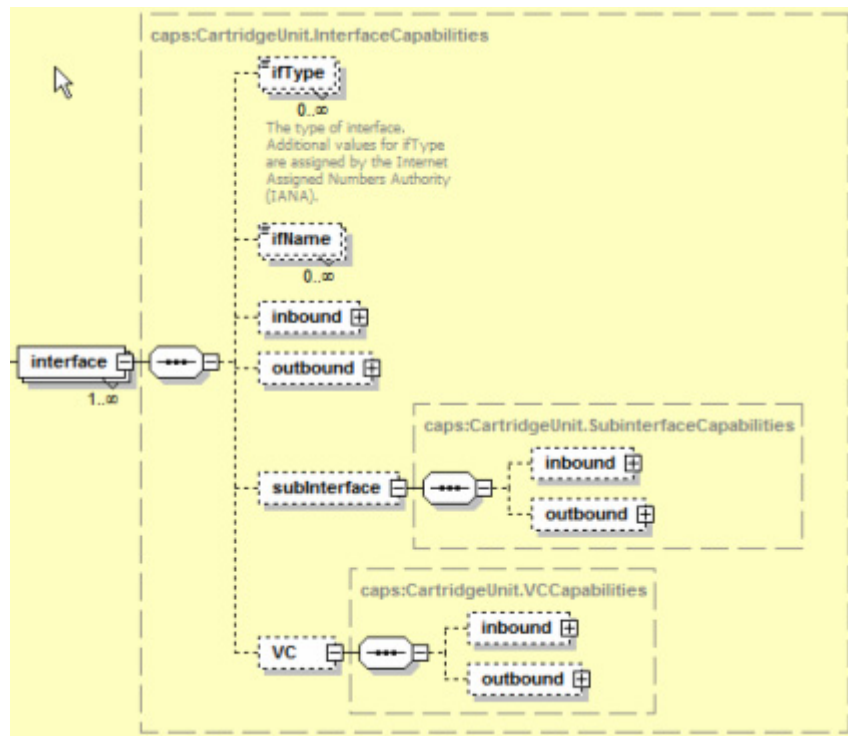 caps:CartridgeUnit.InterfaceCapabilities
ifType
0..∞
The type of interface.
Additional values for ifType
are assigned by the Internet
Assigned Numbers Authority
(IANA).
ifName
0..∞
inbound
outbound
interface
1..∞
caps:CartridgeUnit.SubinterfaceCapabilities
subInterface
inbound
outbound
caps:CartridgeUnit.VCCapabilities
VC
inbound
outbound